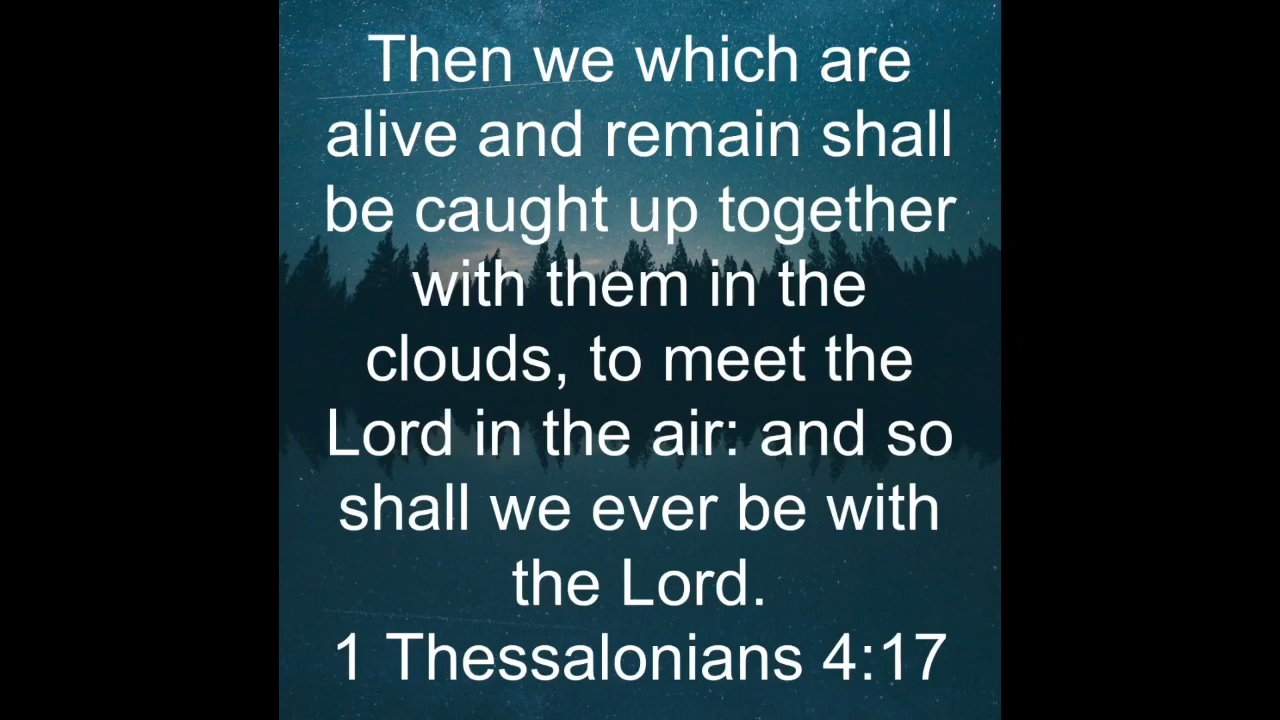 Then we which are
alive and remain shall
be caught up together
with them in the
clouds, to meet the
Lord in the air: and so
shall we ever be with
the Lord.
1 Thessalonians 4:17